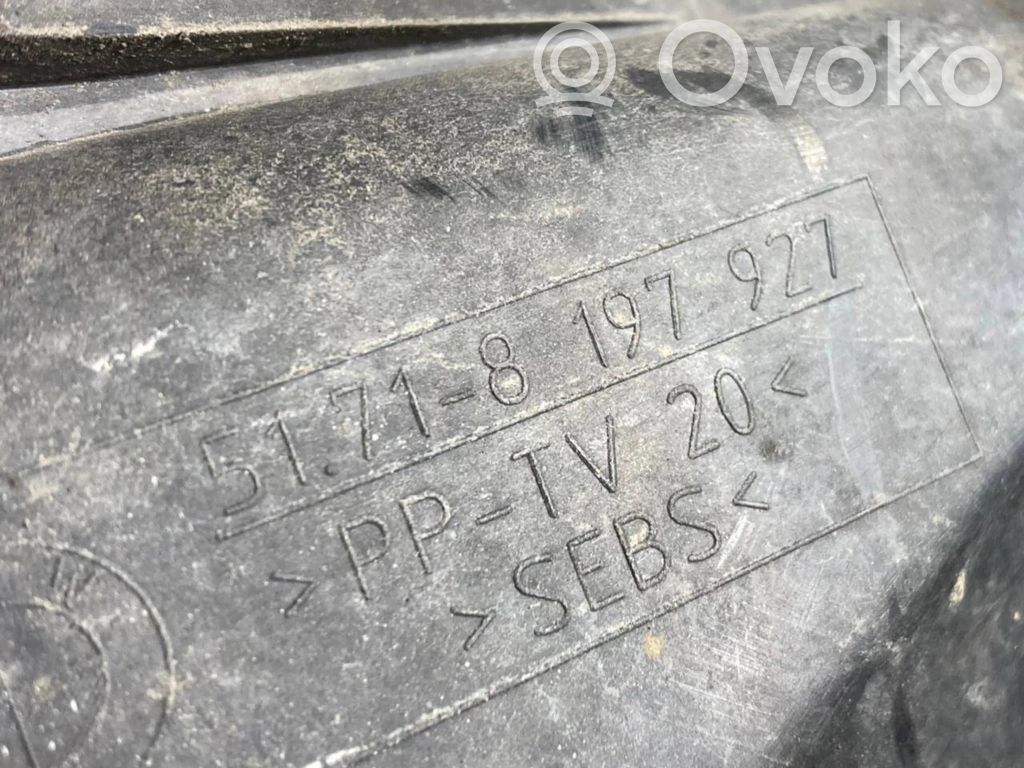 Ovoko
51.71-8 197 927
>PP-TV 20<
>SEBS<
W